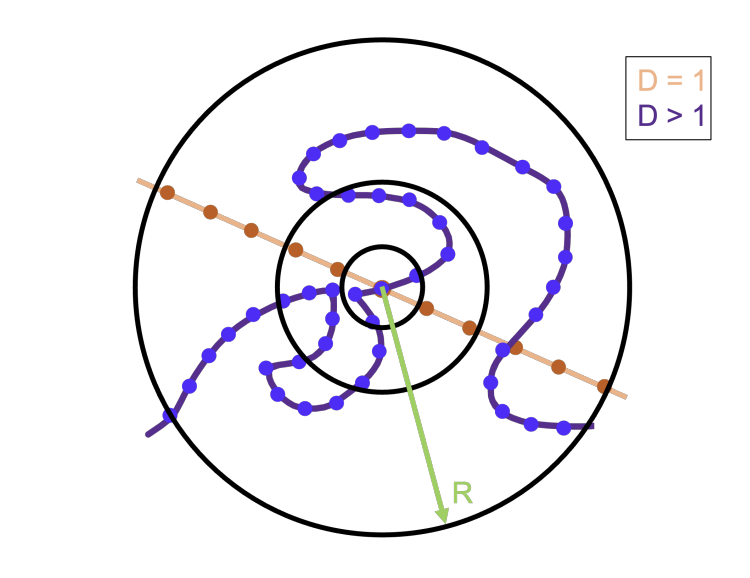 D = 1
D > 1
R